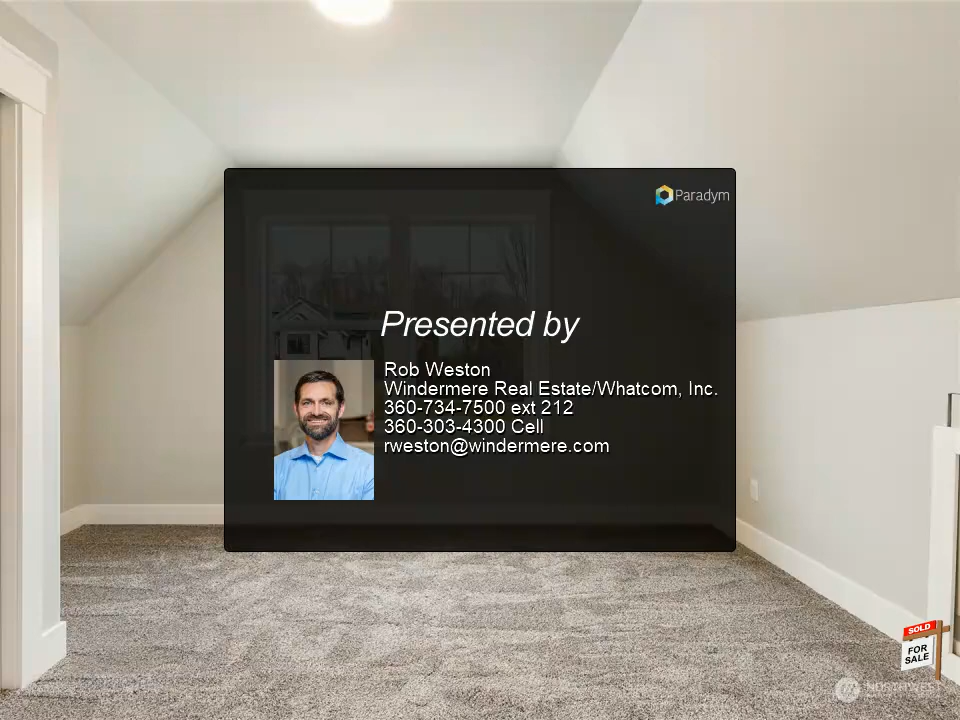 Paradym
Presented by
Rob Weston
Windermere Real Estate/Whatcom, Inc.
360-734-7500 ext 212
360-303-4300 Cell
rweston@windermere.com
SOLD
FOR
SALE
NORTHWEST